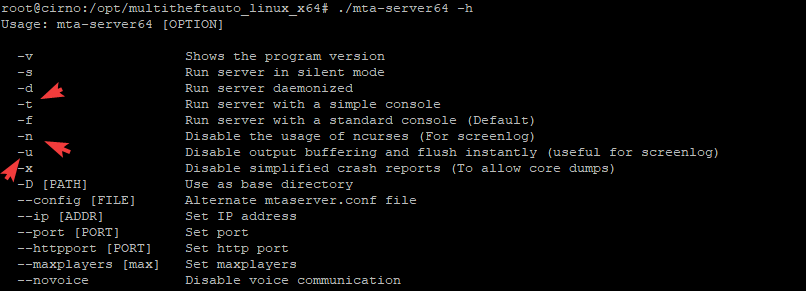 root@cirno:/opt/multitheftauto_linux_x64# ./mta-server64 -h
Usage: mta-server64 [OPTION]
-v Shows the program version
-s Run server in silent mode
-d Run server daemonized
-t Run server with a simple console
-f Run server with a standard console (Default)
-n Disable the usage of ncurses (For screenlog)
-u Disable output buffering and flush instantly (useful for screenlog)
-x Disable simplified crash reports (To allow core dumps)
-D [PATH] Use as base directory
--config [FILE] Alternate mtaserver.conf file
--ip [ADDR] Set IP address
--port [PORT] Set port
--httpport [PORT] Set http port
--maxplayers [max] Set maxplayers
--novoice Disable voice communication